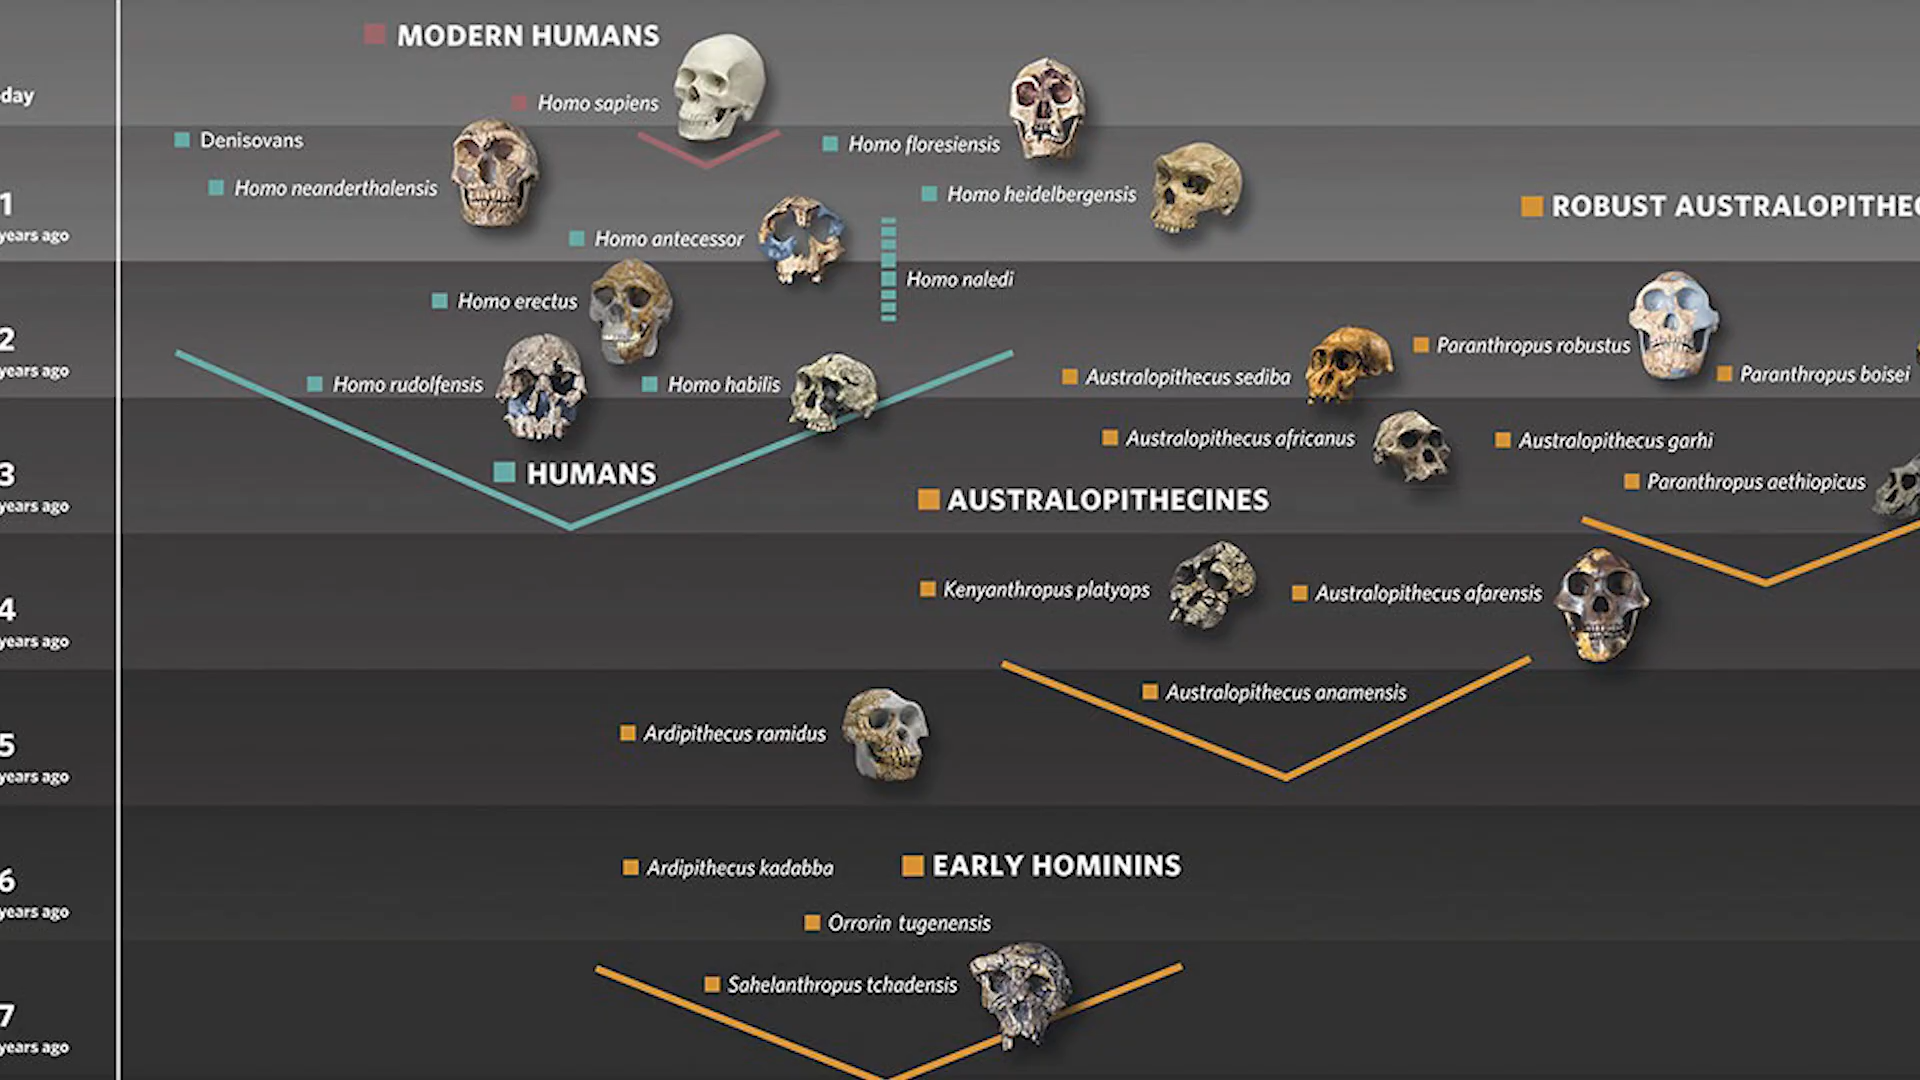 MODERN HUMANS
day
Homo sapiens
Denisovans
Homo floresiensis
Homo neanderthalensis
Homo heidelbergensis
1
years ago
ROBUST AUSTRALOPITHEC
Homo antecessor
Homo naledi
Homo erectus
2
years ago
Paranthropus robustus
Homo rudolfensis
Homo habilis
Australopithecus sediba
Paranthropus boisei
Australopithecus africanus
Australopithecus garhi
3
years ago
HUMANS
Paranthropus aethiopicus
AUSTRALOPITHECINES
Kenyanthropus platyops
Australopithecus afarensis
4
years ago
Australopithecus anamensis
Ardipithecus ramidus
5
years ago
Ardipithecus kadabba
EARLY HOMININS
6
years ago
Orrorin tugenensis
Sahelanthropus tchadensis
7
years ago